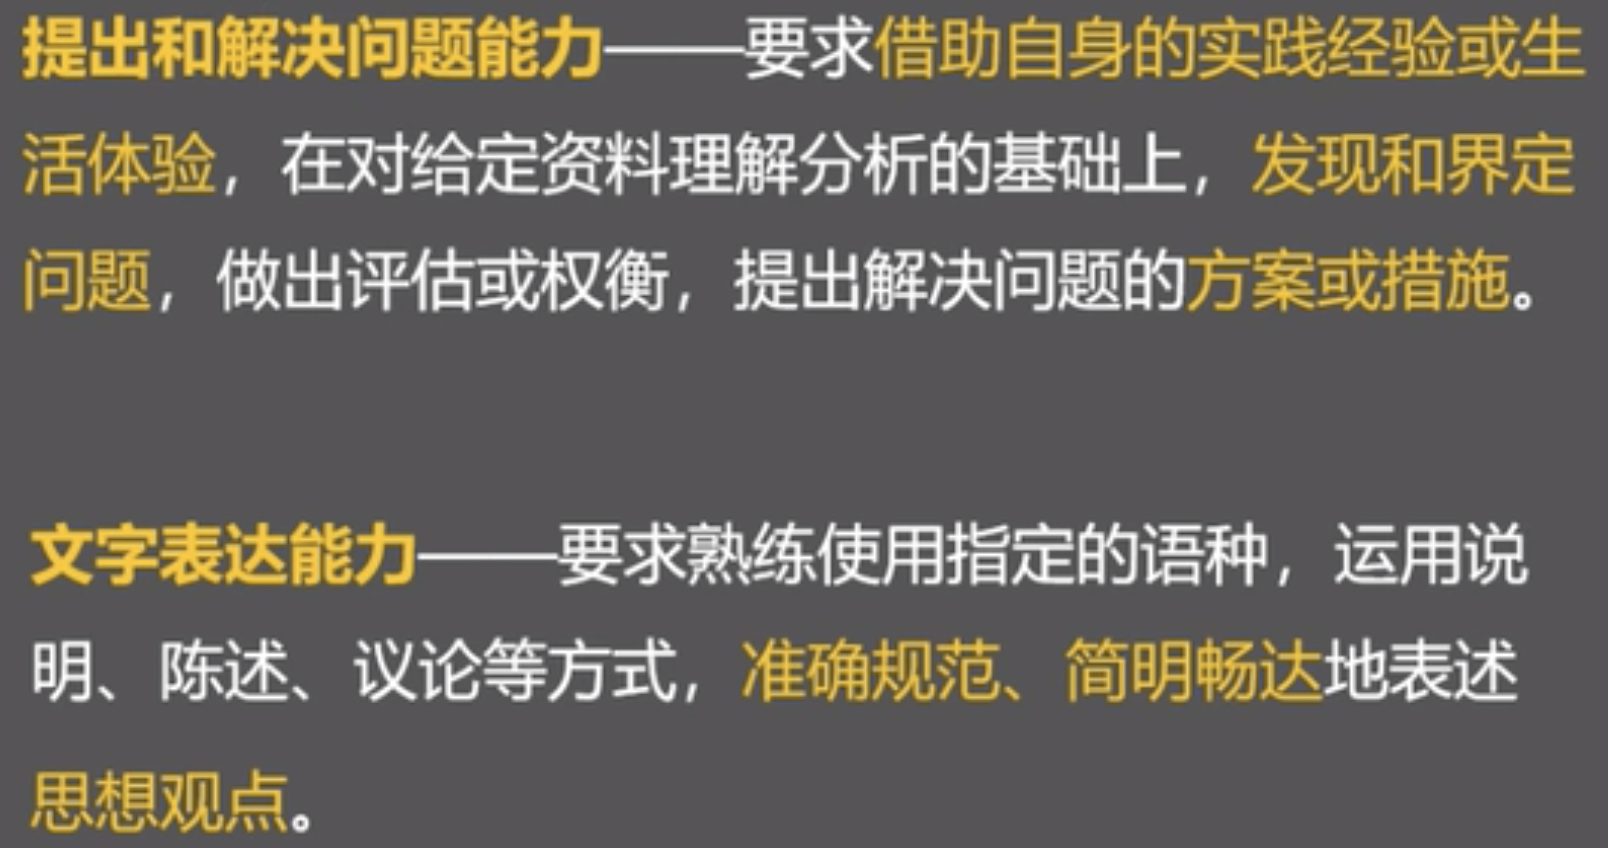 提出和解决问题能力——要求借助自身的实践经验或生
活体验，在对给定资料理解分析的基础上，发现和界定
问题，做出评估或权衡，提出解决问题的方案或措施。
文字表达能力——要求熟练使用指定的语种，运用说
明、陈述、议论等方式，准确规范、简明畅达地表述
思想观点。